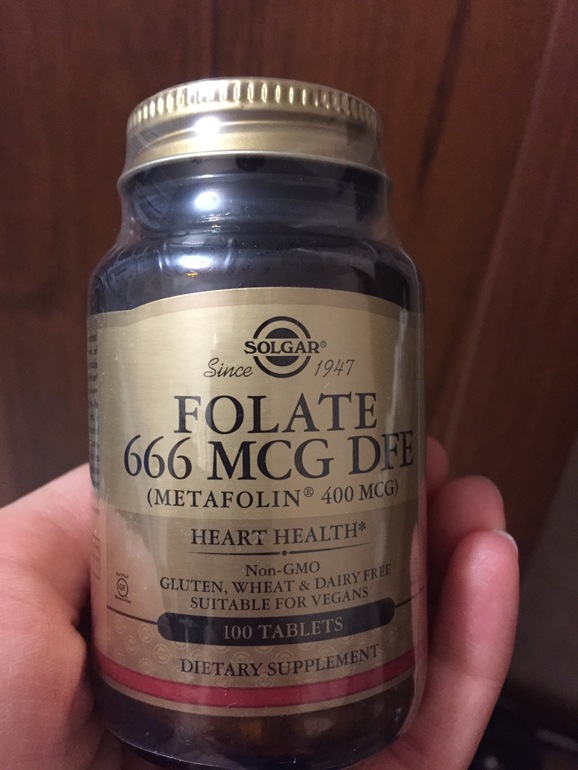 SOLGAR®
Since 1947
FOLATE
666 MCG DFE
(METAFOLIN® 400 MCG)
HEART HEALTH*
Non-GMO
GLUTEN, WHEAT & DAIRY FREE
SUITABLE FOR VEGANS
GF
100 TABLETS
DIETARY SUPPLEMENT